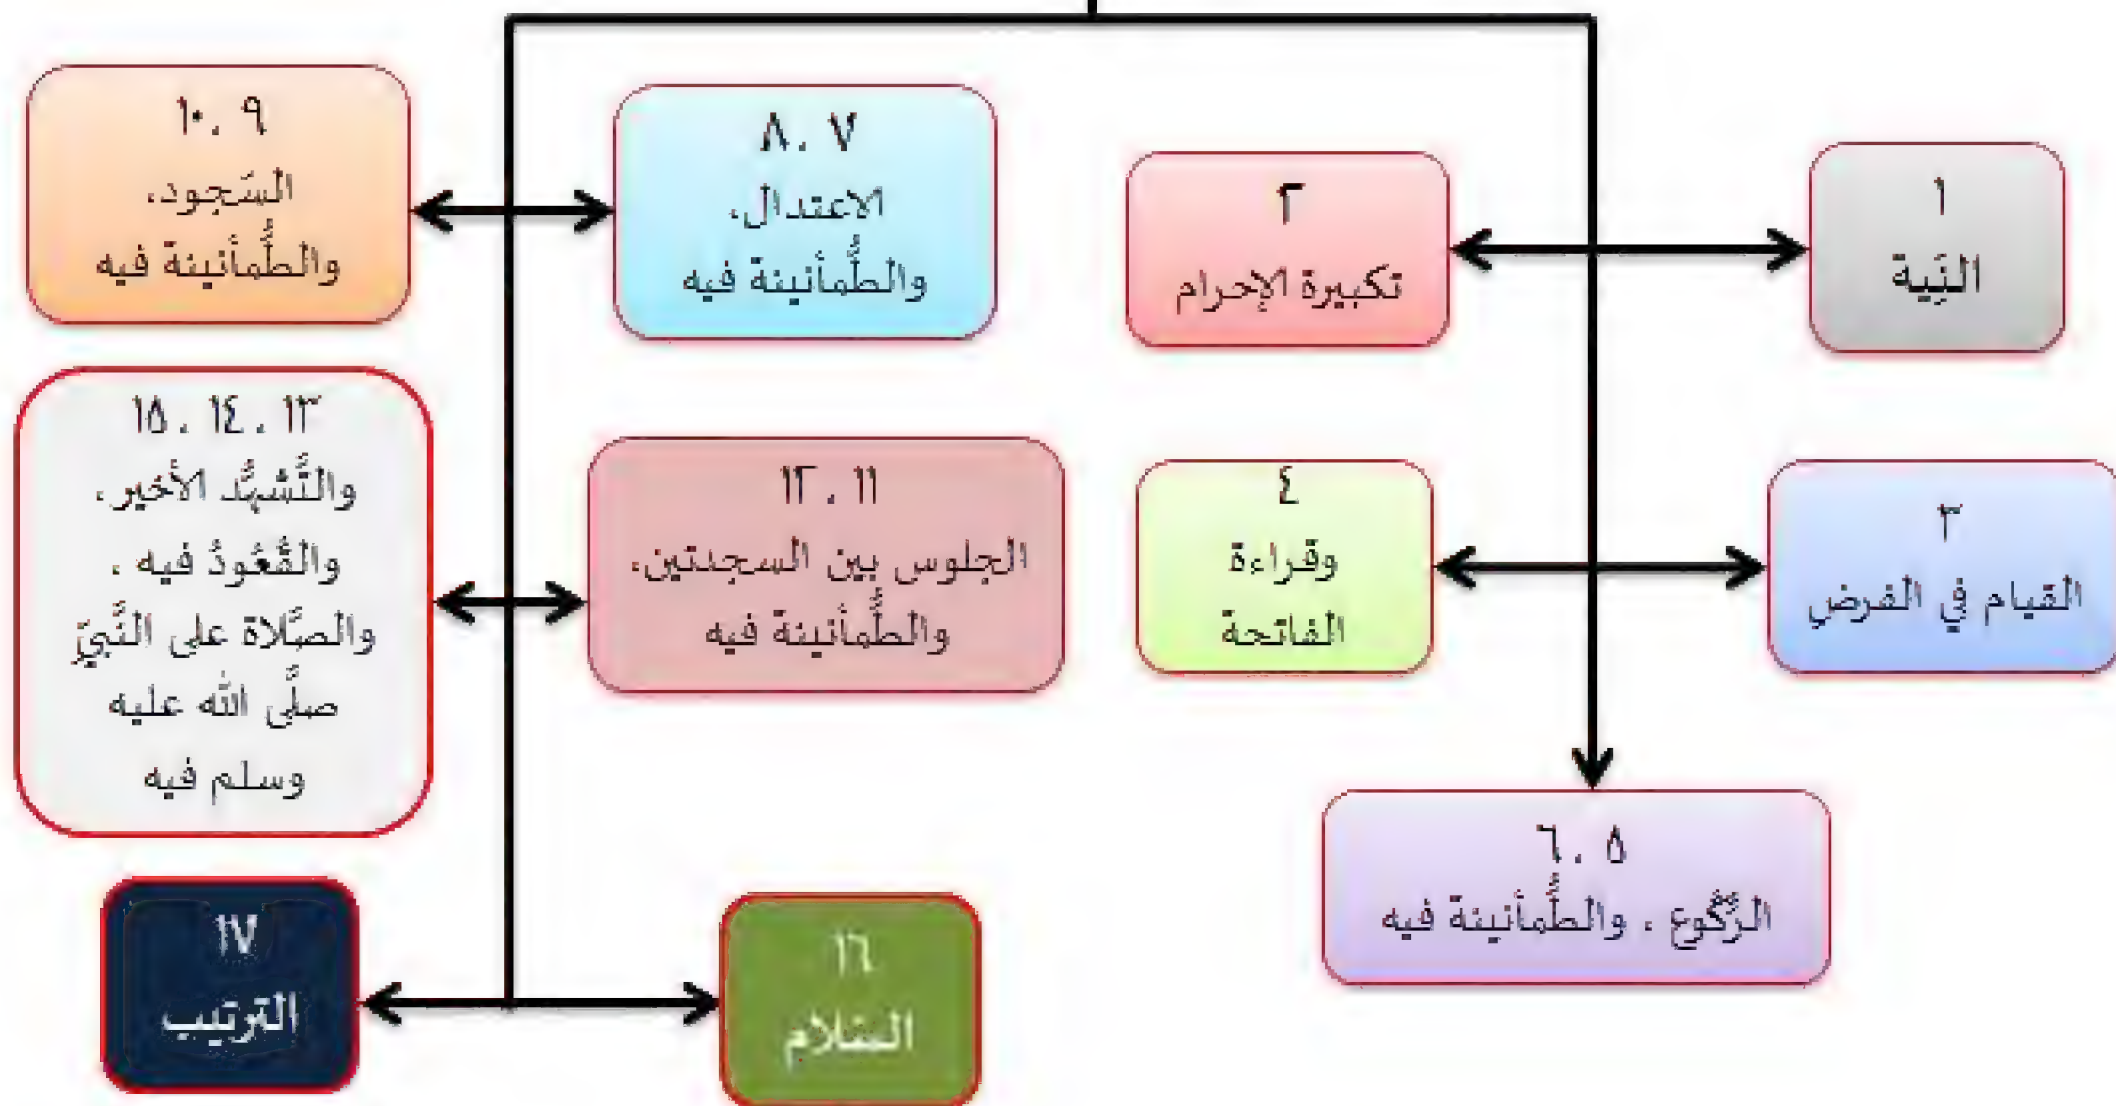 ١
النِّية
٢
تكبيرة الإحرام
٣
القيام في الفرض
٤
وقراءة
الفاتحة
٥ ، ٦
الرُّكُوع ، والطُّمأنينة فيه
٧ ، ٨
الاعتدال،
والطُّمأنينة فيه
٩ ، ١٠
السّجود،
والطُّمأنينة فيه
١١ ، ١٢
الجلوس بين السجدتين،
والطُّمأنينة فيه
١٣ ، ١٤ ، ١٥
والتَّشهُّد الأخير،
والقُعُودُ فيه ،
والصَّلاة على النَّبيّ
صلَّى الله عليه
وسلم فيه
١٦
السّلام
١٧
الترتيب